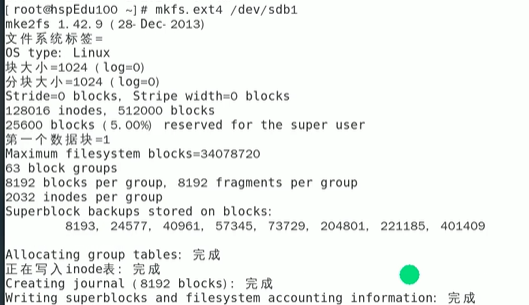 [root@hspEdu100 ~]# mkfs.ext4 /dev/sdb1
mke2fs 1.42.9 (28-Dec-2013)
文件系统标签=
OS type: Linux
块大小=1024 (log=0)
分块大小=1024 (log=0)
Stride=0 blocks, Stripe width=0 blocks
128016 inodes, 512000 blocks
25600 blocks (5.00%) reserved for the super user
第一个数据块=1
Maximum filesystem blocks=34078720
63 block groups
8192 blocks per group, 8192 fragments per group
2032 inodes per group
Superblock backups stored on blocks:
8193, 24577, 40961, 57345, 73729, 204801, 221185, 401409
Allocating group tables: 完成
正在写入inode表: 完成
Creating journal (8192 blocks): 完成
Writing superblocks and filesystem accounting information: 完成